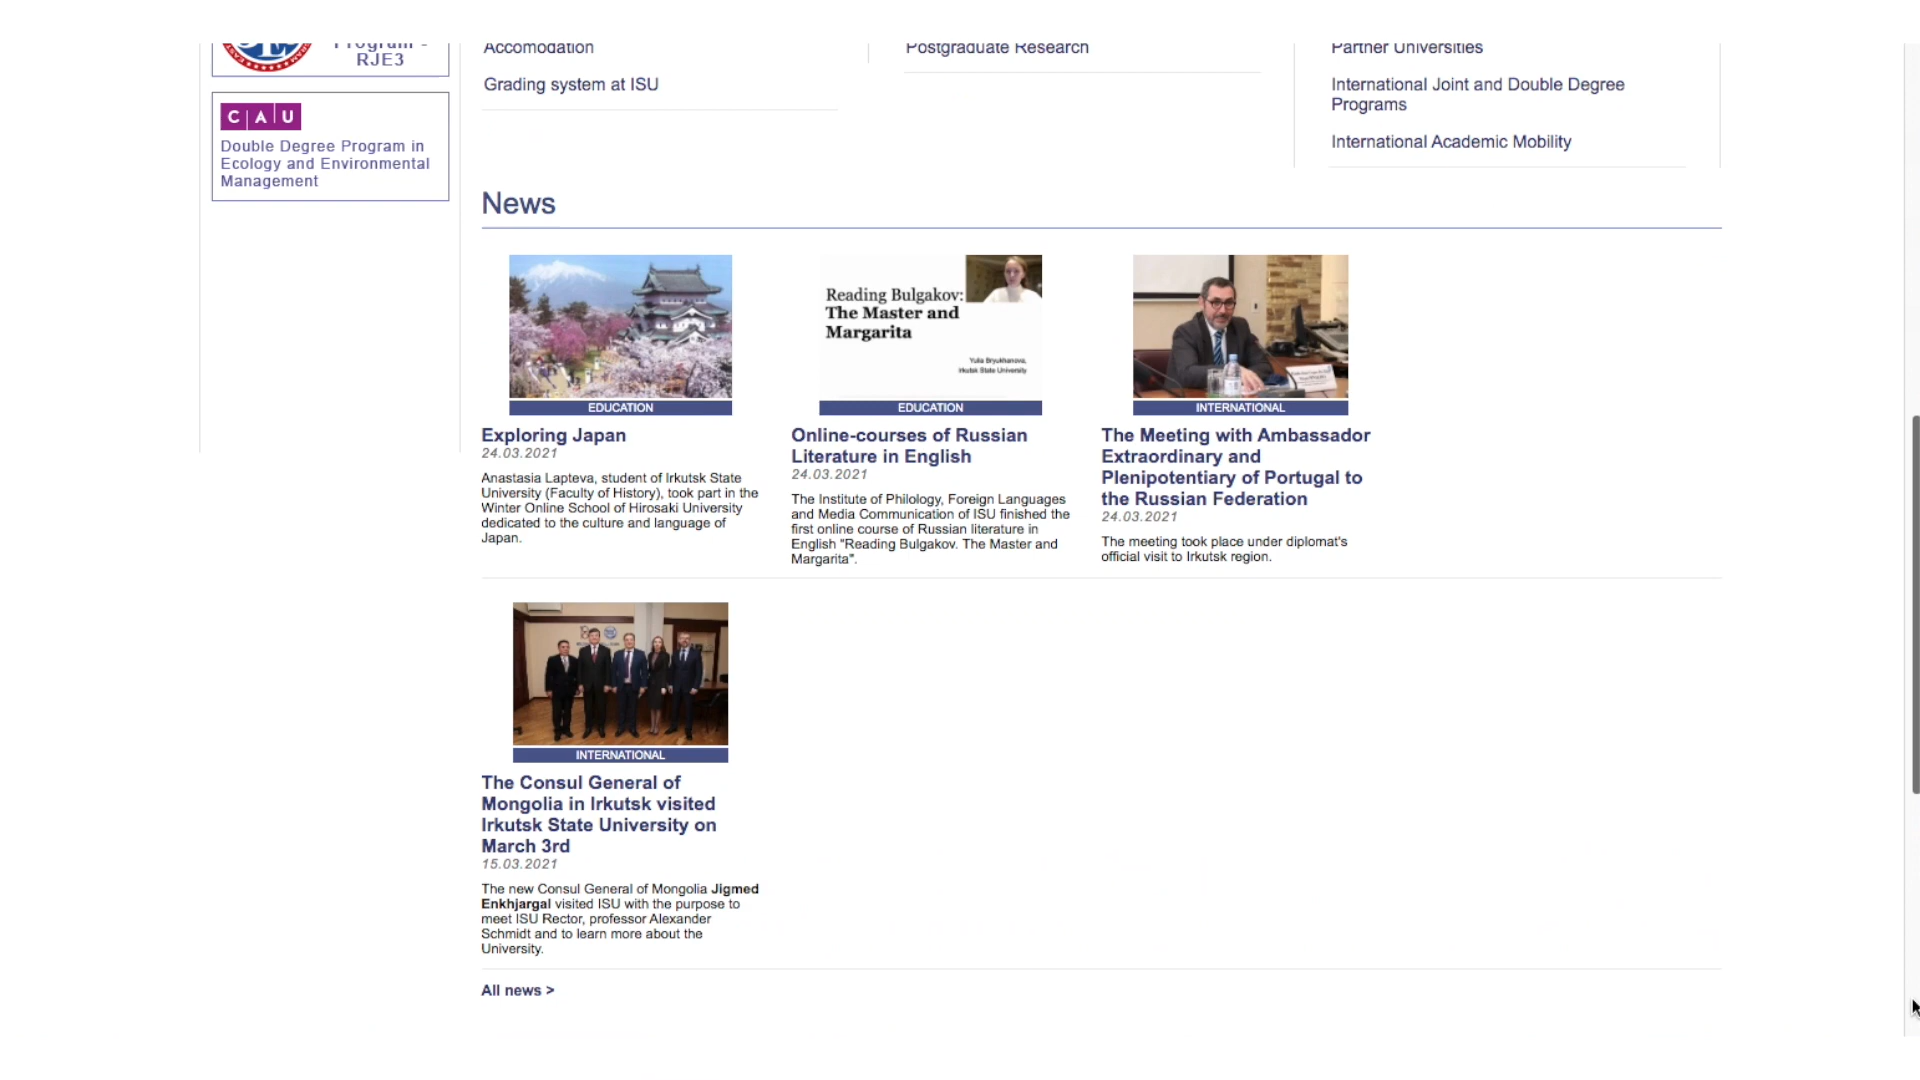 Program -
RJE3
C A U
Double Degree Program in
Ecology and Environmental
Management
Accomodation
Grading system at ISU
Postgraduate Research
Partner Universities
International Joint and Double Degree
Programs
International Academic Mobility
News
EDUCATION
Exploring Japan
24.03.2021
Anastasia Lapteva, student of Irkutsk State
University (Faculty of History), took part in the
Winter Online School of Hirosaki University
dedicated to the culture and language of
Japan.
Reading Bulgakov:
The Master and
Margarita
Yulia Bryukhanova,
Irkutsk State University
EDUCATION
Online-courses of Russian
Literature in English
24.03.2021
The Institute of Philology, Foreign Languages
and Media Communication of ISU finished the
first online course of Russian literature in
English "Reading Bulgakov. The Master and
Margarita".
INTERNATIONAL
The Meeting with Ambassador
Extraordinary and
Plenipotentiary of Portugal to
the Russian Federation
24.03.2021
The meeting took place under diplomat's
official visit to Irkutsk region.
INTERNATIONAL
The Consul General of
Mongolia in Irkutsk visited
Irkutsk State University on
March 3rd
15.03.2021
The new Consul General of Mongolia Jigmed
Enkhjargal visited ISU with the purpose to
meet ISU Rector, professor Alexander
Schmidt and to learn more about the
University.
All news >